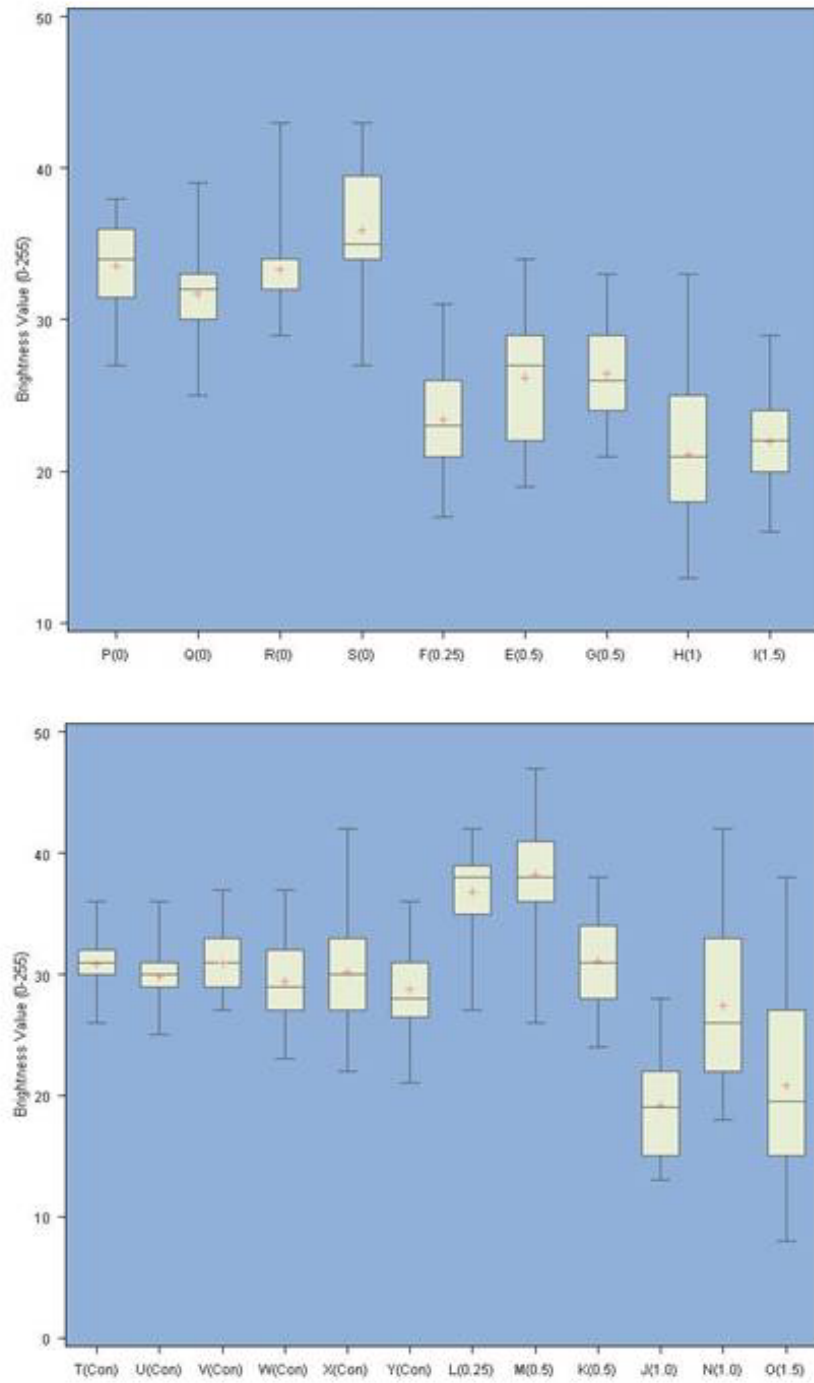 50
40
30
20
10
Brightness Value (0-255)
P(0) Q(0) R(0) S(0) F(0.25) E(0.5) G(0.5) H(1) I(1.5)
50
40
30
20
10
0
Brightness Value (0-255)
T(Con) U(Con) V(Con) W(Con) X(Con) Y(Con) L(0.25) M(0.5) K(0.5) J(1.0) N(1.0) O(1.5)